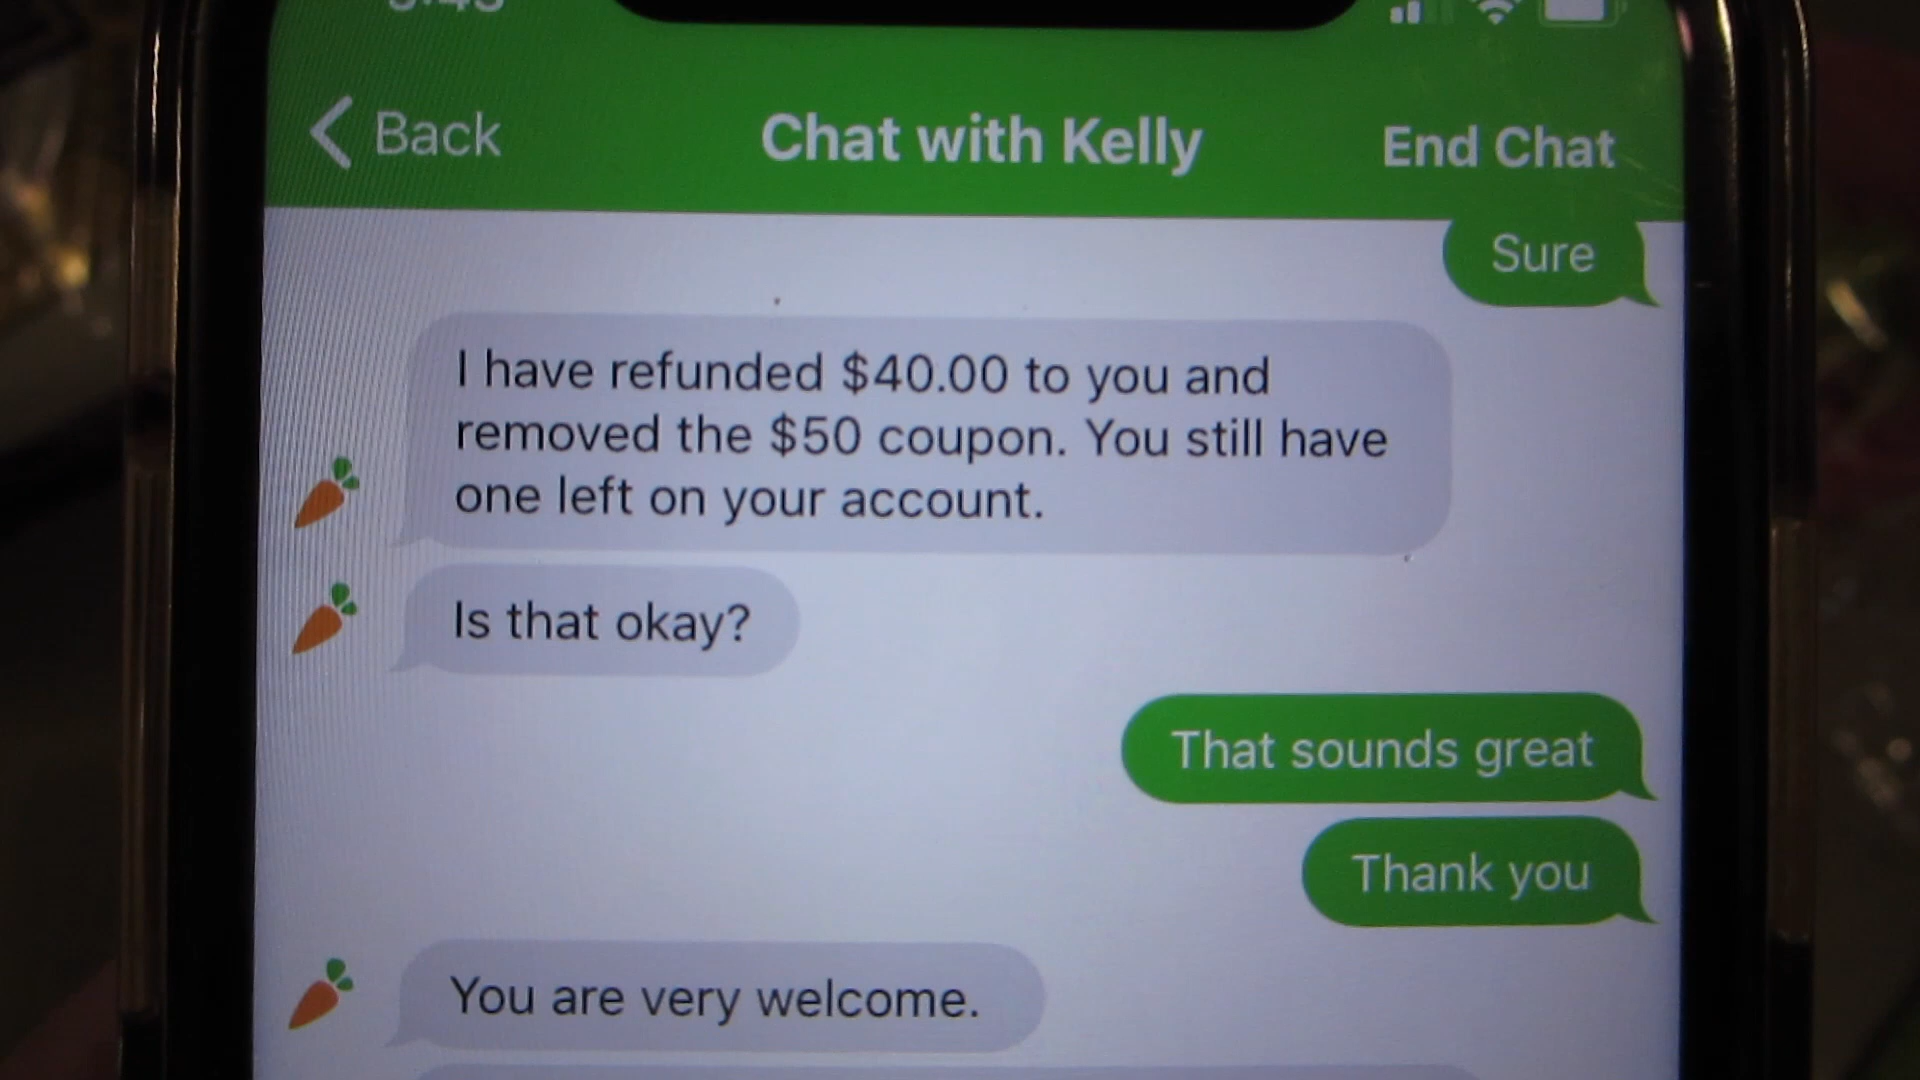 Back
Chat with Kelly
End Chat
Sure
I have refunded $40.00 to you and
removed the $50 coupon. You still have
one left on your account.
Is that okay?
That sounds great
Thank you
You are very welcome.